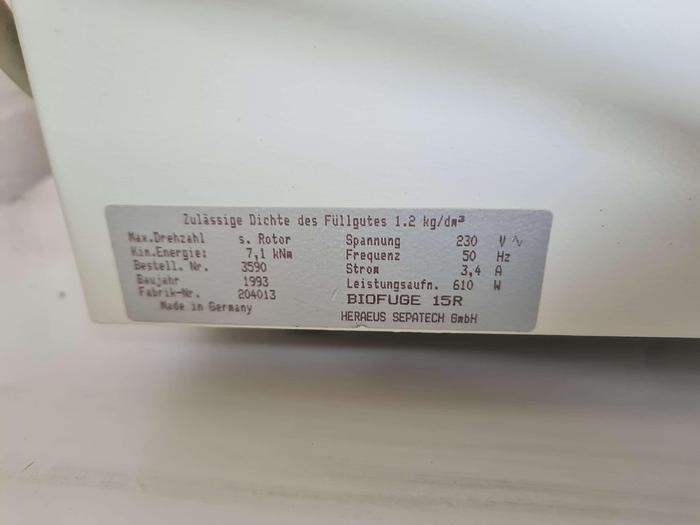 Zulässige Dichte des Füllgutes 1.2 kg/dm³
Max.Drehzahl s. Rotor Spannung 230 V ∿
Kin.Energie: 7,1 kNm Frequenz 50 Hz
Bestell. Nr. 3590 Strom 3,4 A
Baujahr 1993 Leistungsaufn. 610 W
Fabrik-Nr. 204013 BIOFUGE 15R
Made in Germany HERAEUS SEPATECH GmbH